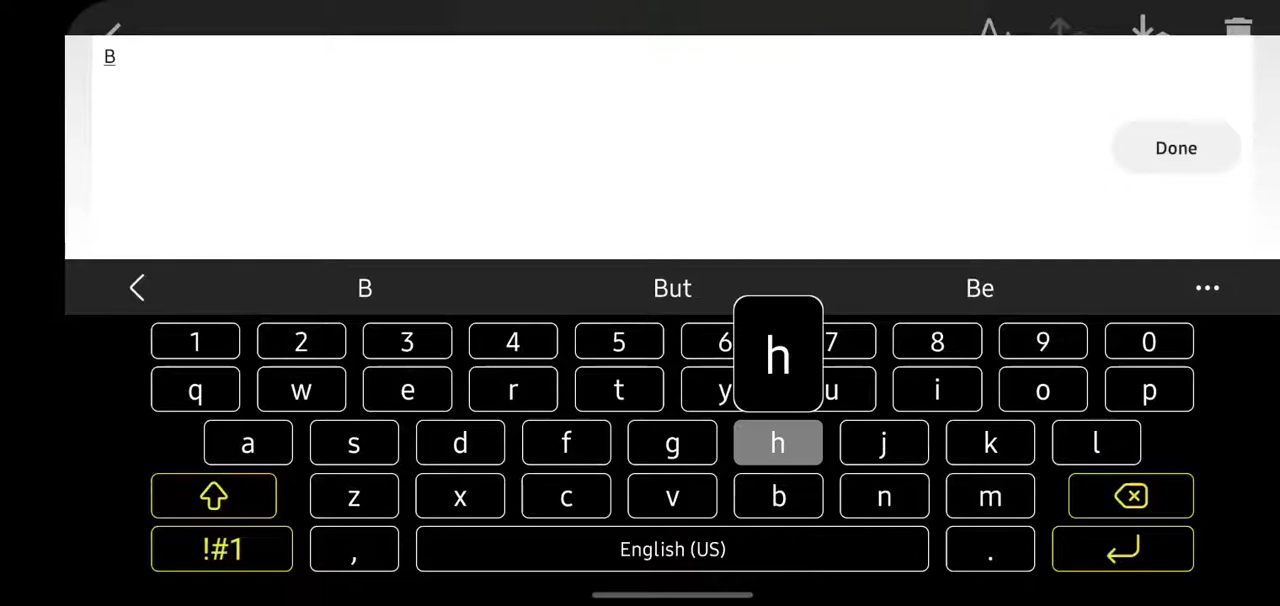 B
Done
B But Be ...
1 2 3 4 5 6 7 8 9 0
h
q w e r t y u i o p
a s d f g h j k l
z x c v b n m
!#1 , English (US) .